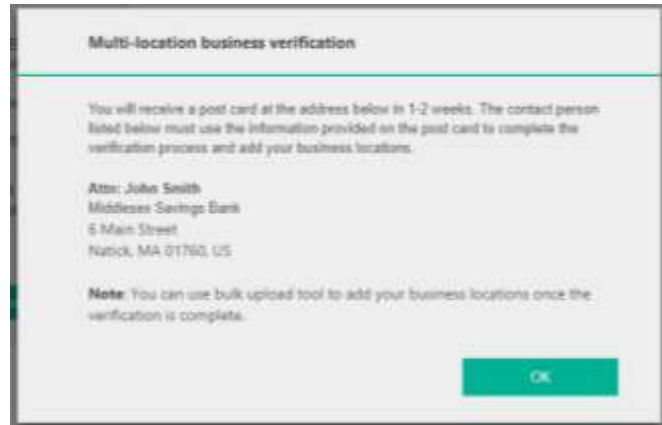 Multi-location business verification
You will receive a post card at the address below in 1-2 weeks. The contact person
listed below must use the information provided on the post card to complete the
verification process and add your business locations.
Attn: John Smith
Middlesex Savings Bank
6 Main Street
Natick, MA 01760, US
Note: You can use bulk upload tool to add your business locations once the
verification is complete.
OK